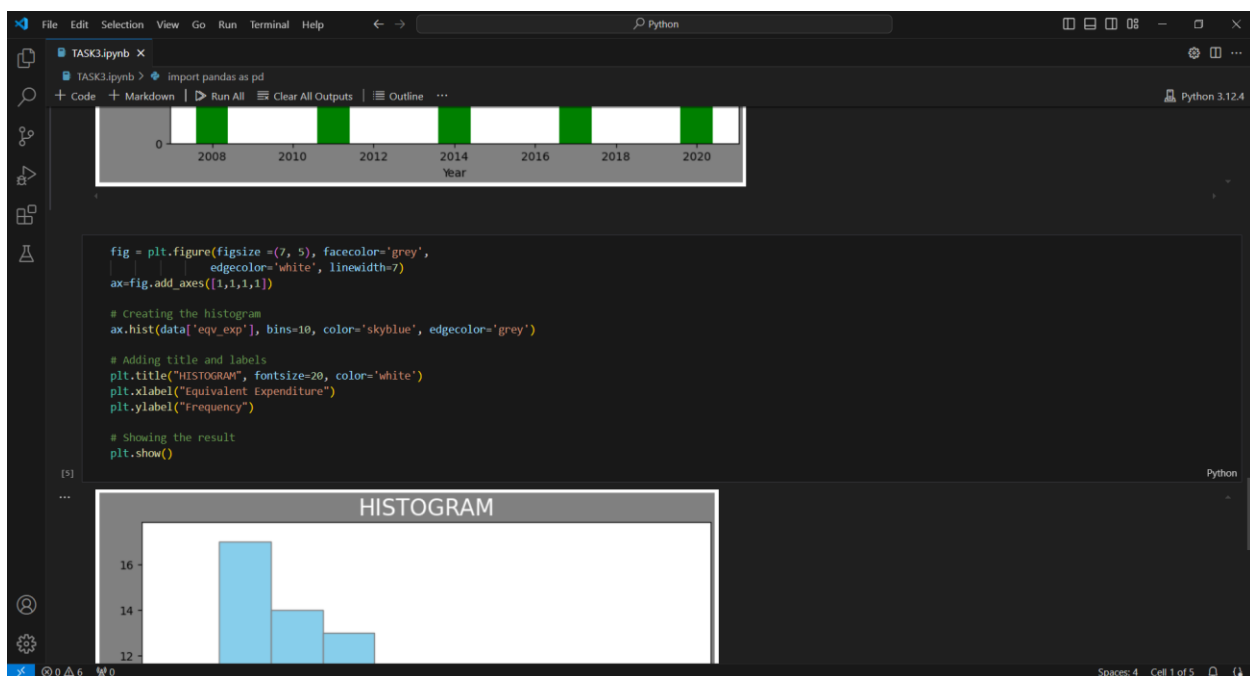 File Edit Selection View Go Run Terminal Help
Python
TASK3.ipynb
TASK3.ipynb > import pandas as pd
+ Code + Markdown | Run All Clear All Outputs | Outline ...
Python 3.12.4
0
2008 2010 2012 2014 2016 2018 2020
Year
fig = plt.figure(figsize =(7, 5), facecolor='grey',
edgecolor='white', linewidth=7)
ax=fig.add_axes([1,1,1,1])
# Creating the histogram
ax.hist(data['eqv_exp'], bins=10, color='skyblue', edgecolor='grey')
# Adding title and labels
plt.title("HISTOGRAM", fontsize=20, color='white')
plt.xlabel("Equivalent Expenditure")
plt.ylabel("Frequency")
# Showing the result
plt.show()
[5]
Python
...
HISTOGRAM
16
14
12
0 6 0
Spaces: 4 Cell 1 of 5